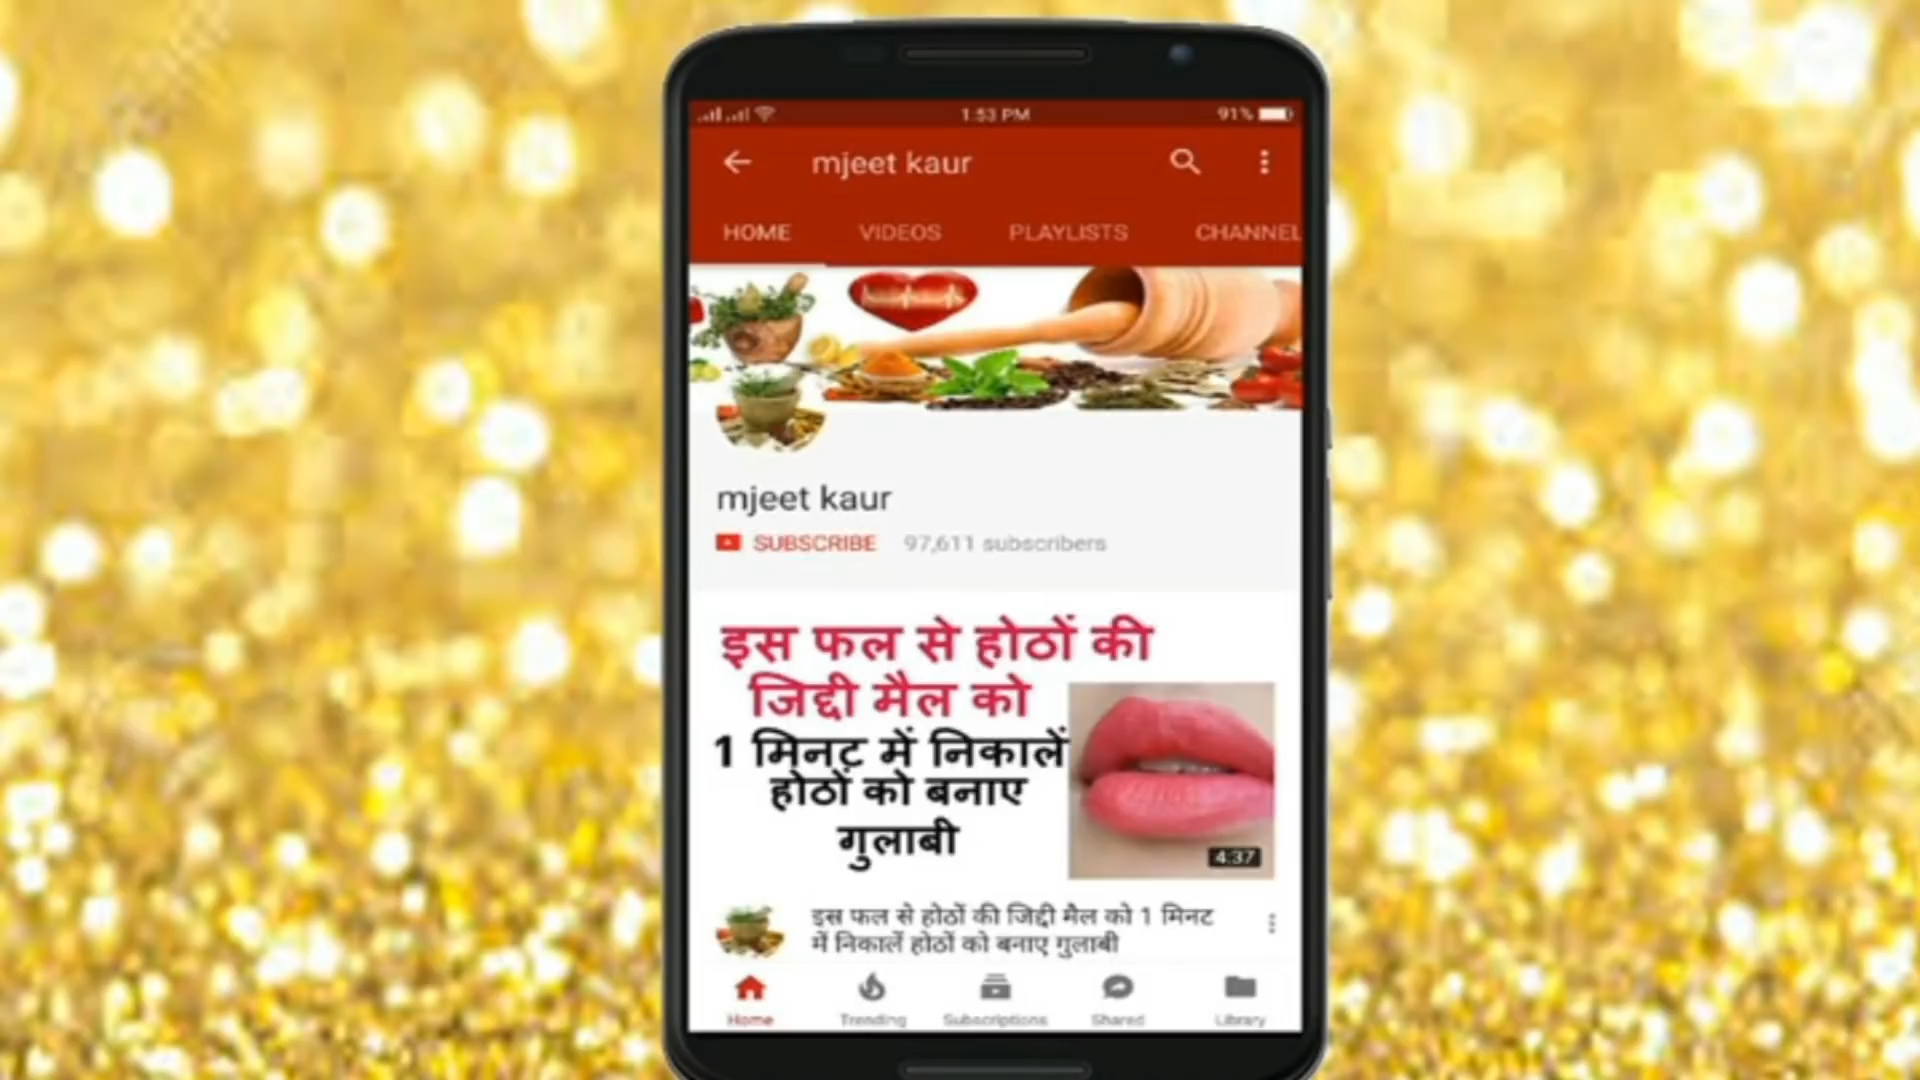 1:53 PM 91%
mjeet kaur
HOME VIDEOS PLAYLISTS CHANNEL
mjeet kaur
SUBSCRIBE 97,611 subscribers
इस फल से होठों की
जिद्दी मैल को
1 मिनट में निकालें
होठों को बनाए
गुलाबी
4:37
इस फल से होठों की जिद्दी मैल को 1 मिनट
में निकालें होठों को बनाए गुलाबी
Home Trending Subscriptions Shared Library